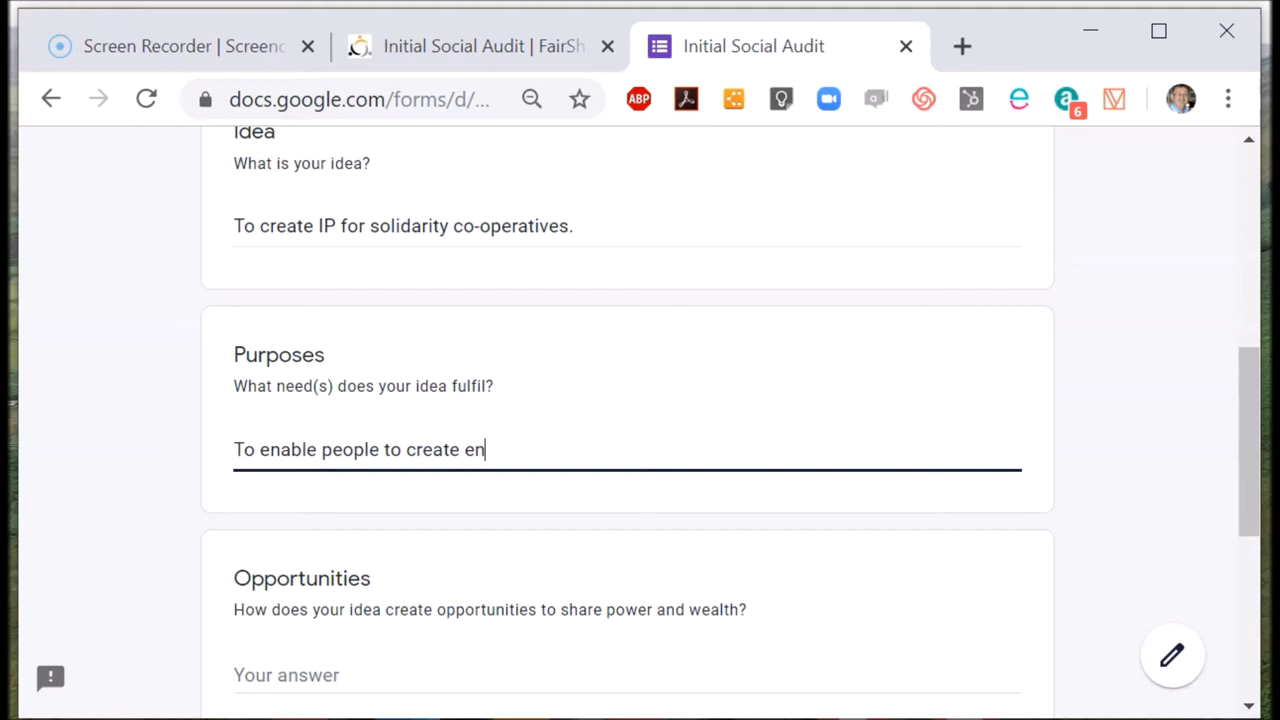 Screen Recorder | Screenc
Initial Social Audit | FairSh
Initial Social Audit
docs.google.com/forms/d/...
ABP
a
6
Idea
What is your idea?
To create IP for solidarity co-operatives.
Purposes
What need(s) does your idea fulfil?
To enable people to create en
Opportunities
How does your idea create opportunities to share power and wealth?
Your answer